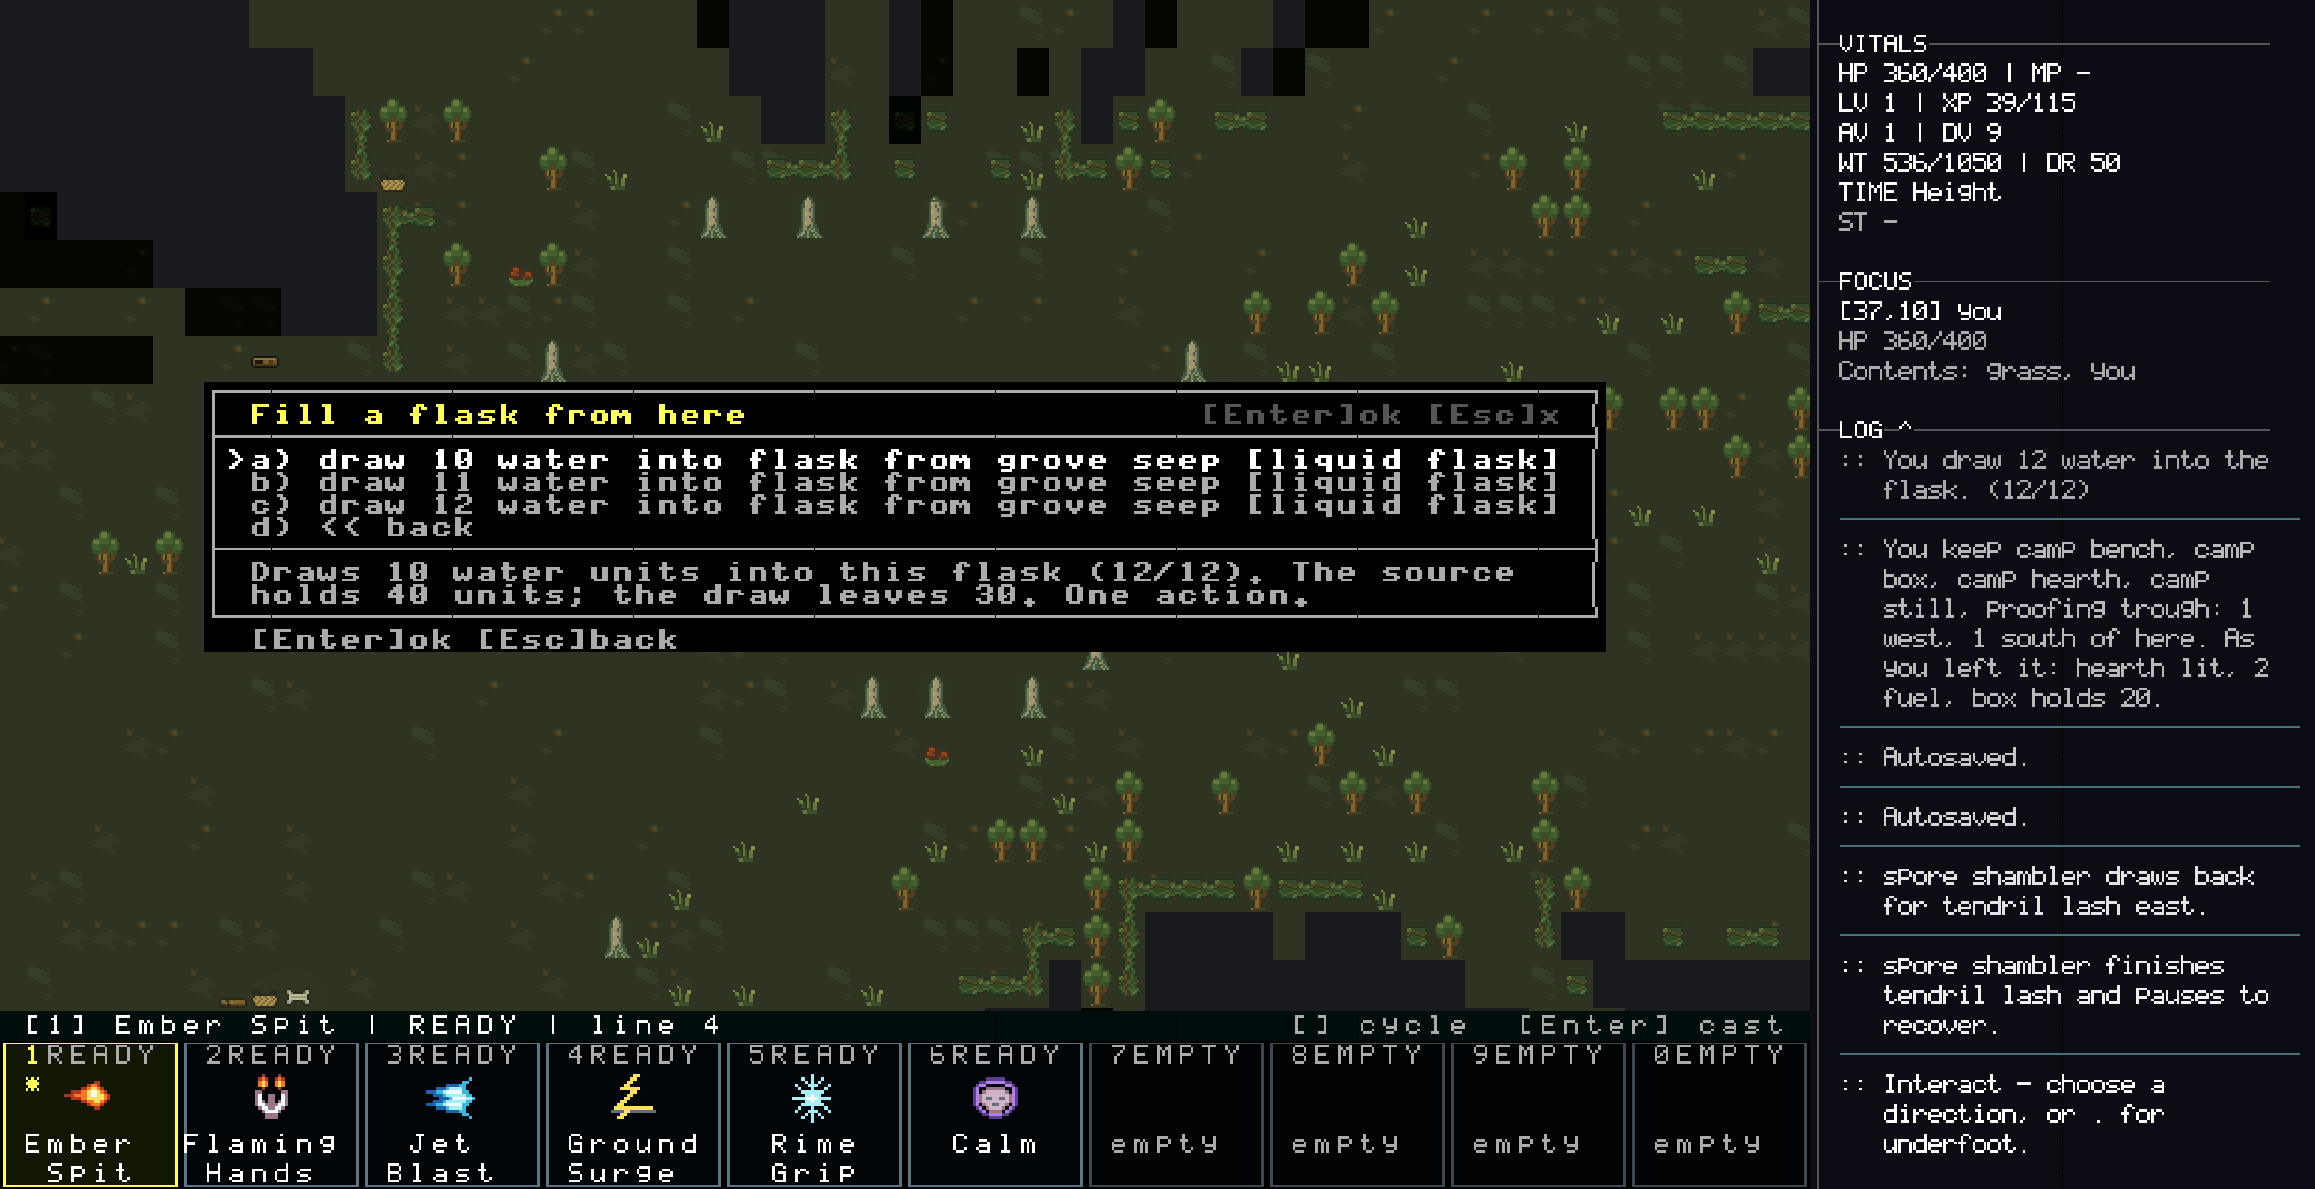 Fill a flask from here [Enter]ok [Esc]x
>a) draw 10 water into flask from grove seep [liquid flask]
b) draw 11 water into flask from grove seep [liquid flask]
c) draw 12 water into flask from grove seep [liquid flask]
d) << back
Draws 10 water units into this flask (12/12). The source
holds 40 units; the draw leaves 30. One action.
[Enter]ok [Esc]back
[1] Ember Spit | READY | line 4
[] cycle [Enter] cast
1READY
Ember
Spit
2READY
Flaming
Hands
3READY
Jet
Blast
4READY
Ground
Surge
5READY
Rime
Grip
6READY
Calm
7EMPTY
empty
8EMPTY
empty
9EMPTY
empty
0EMPTY
empty
VITALS
HP 360/400 | MP -
LV 1 | XP 39/115
AV 1 | DV 9
WT 536/1050 | DR 50
TIME Height
ST -
FOCUS
[37,10] you
HP 360/400
Contents: grass, you
LOG ^
:: You draw 12 water into the
flask. (12/12)
:: You keep camp bench, camp
box, camp hearth, camp
still, proofing trough: 1
west, 1 south of here. As
you left it: hearth lit, 2
fuel, box holds 20.
:: Autosaved.
:: Autosaved.
:: spore shambler draws back
for tendril lash east.
:: spore shambler finishes
tendril lash and pauses to
recover.
:: Interact - choose a
direction, or . for
underfoot.